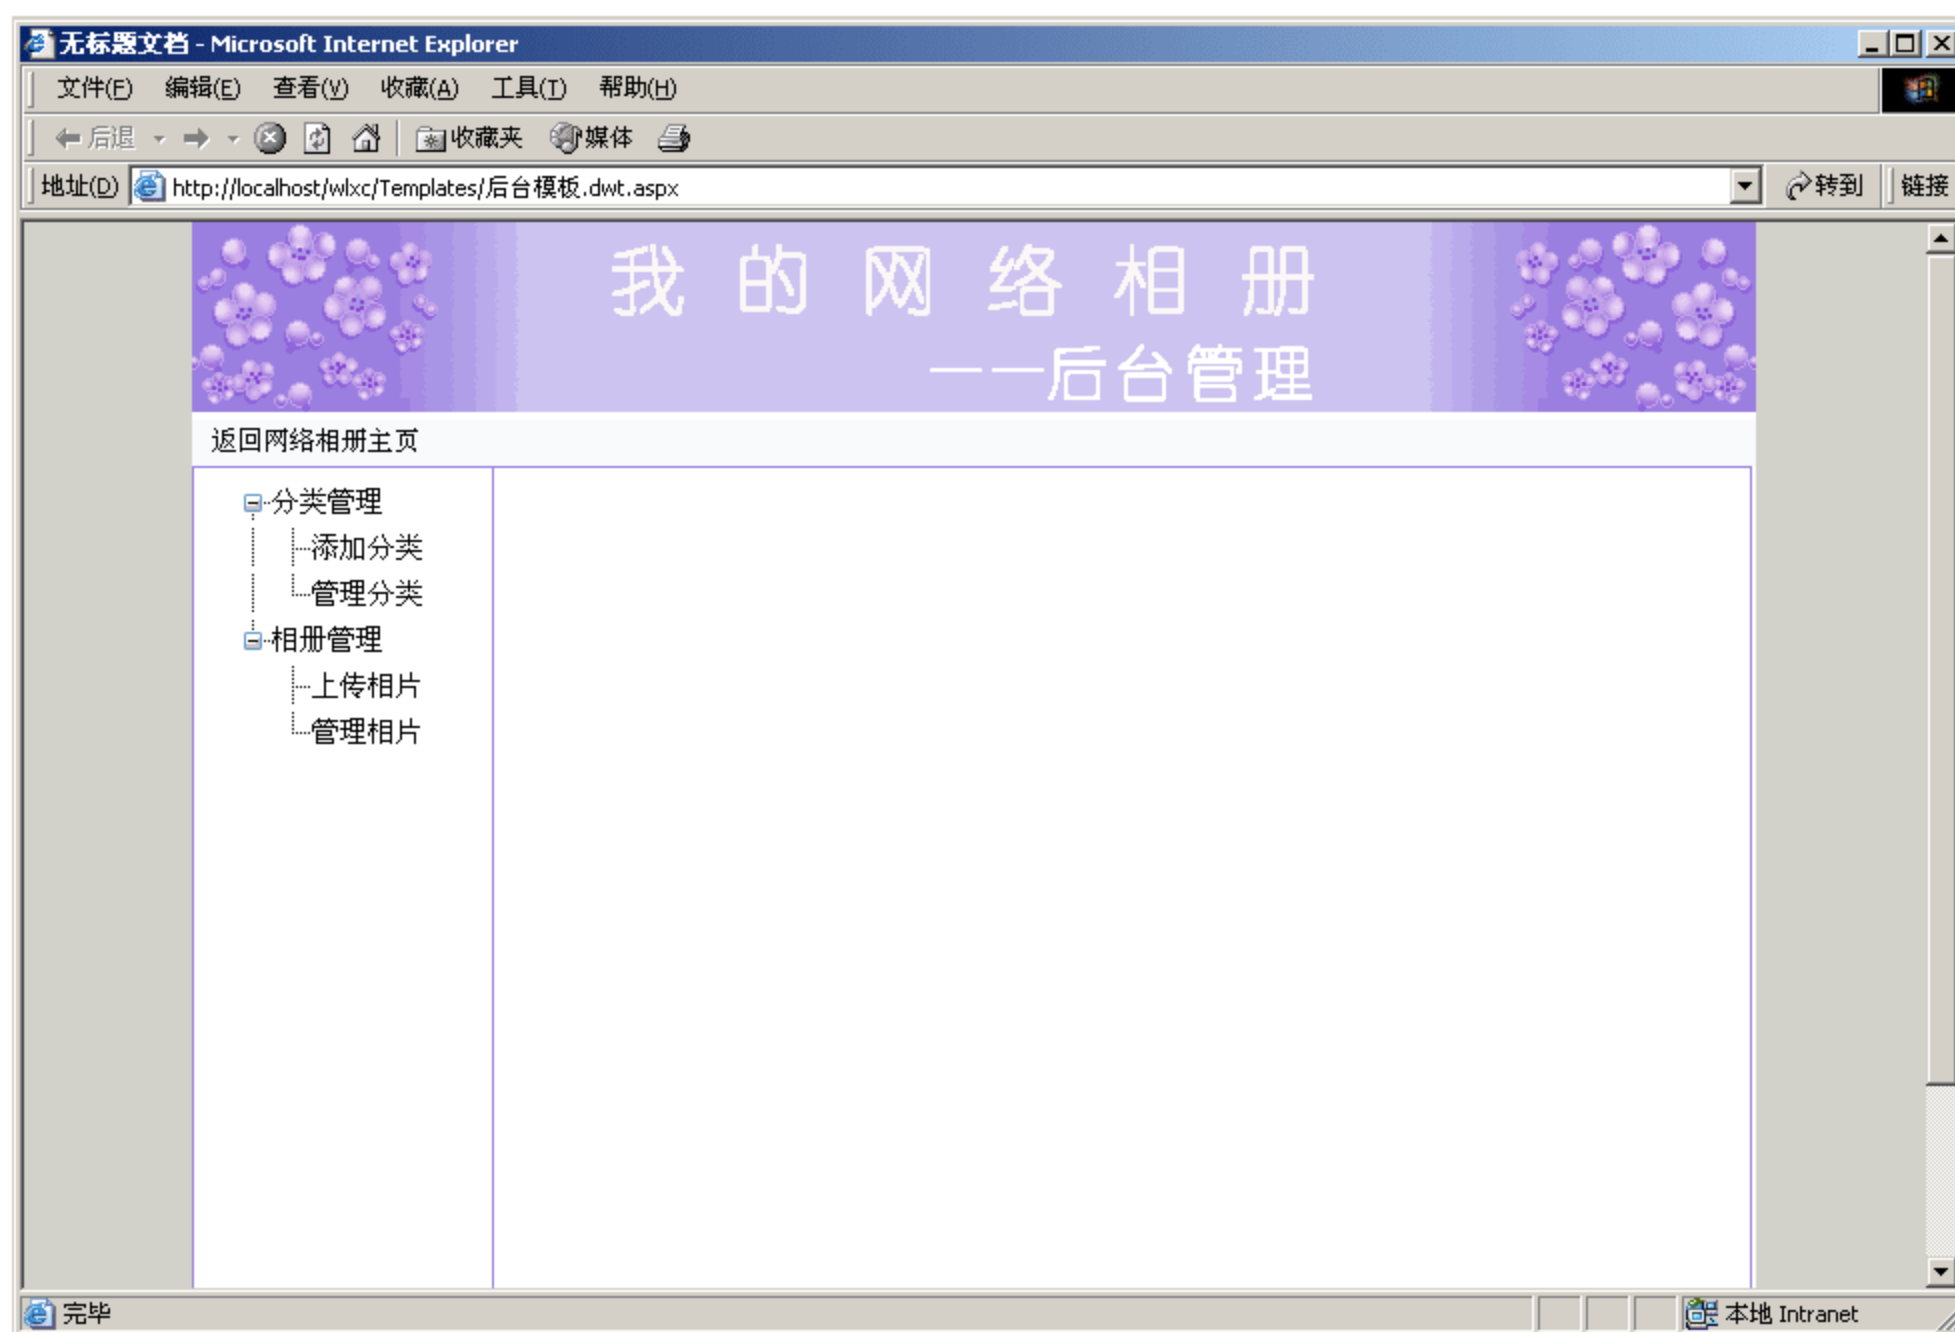 无标题文档 - Microsoft Internet Explorer
文件(F) 编辑(E) 查看(V) 收藏(A) 工具(T) 帮助(H)
后退 收藏夹 媒体
地址(D) http://localhost/wlxc/Templates/后台模板.dwt.aspx 转到 链接
我的网络相册
——后台管理
返回网络相册主页
分类管理
添加分类
管理分类
相册管理
上传相片
管理相片
完毕 本地 Intranet